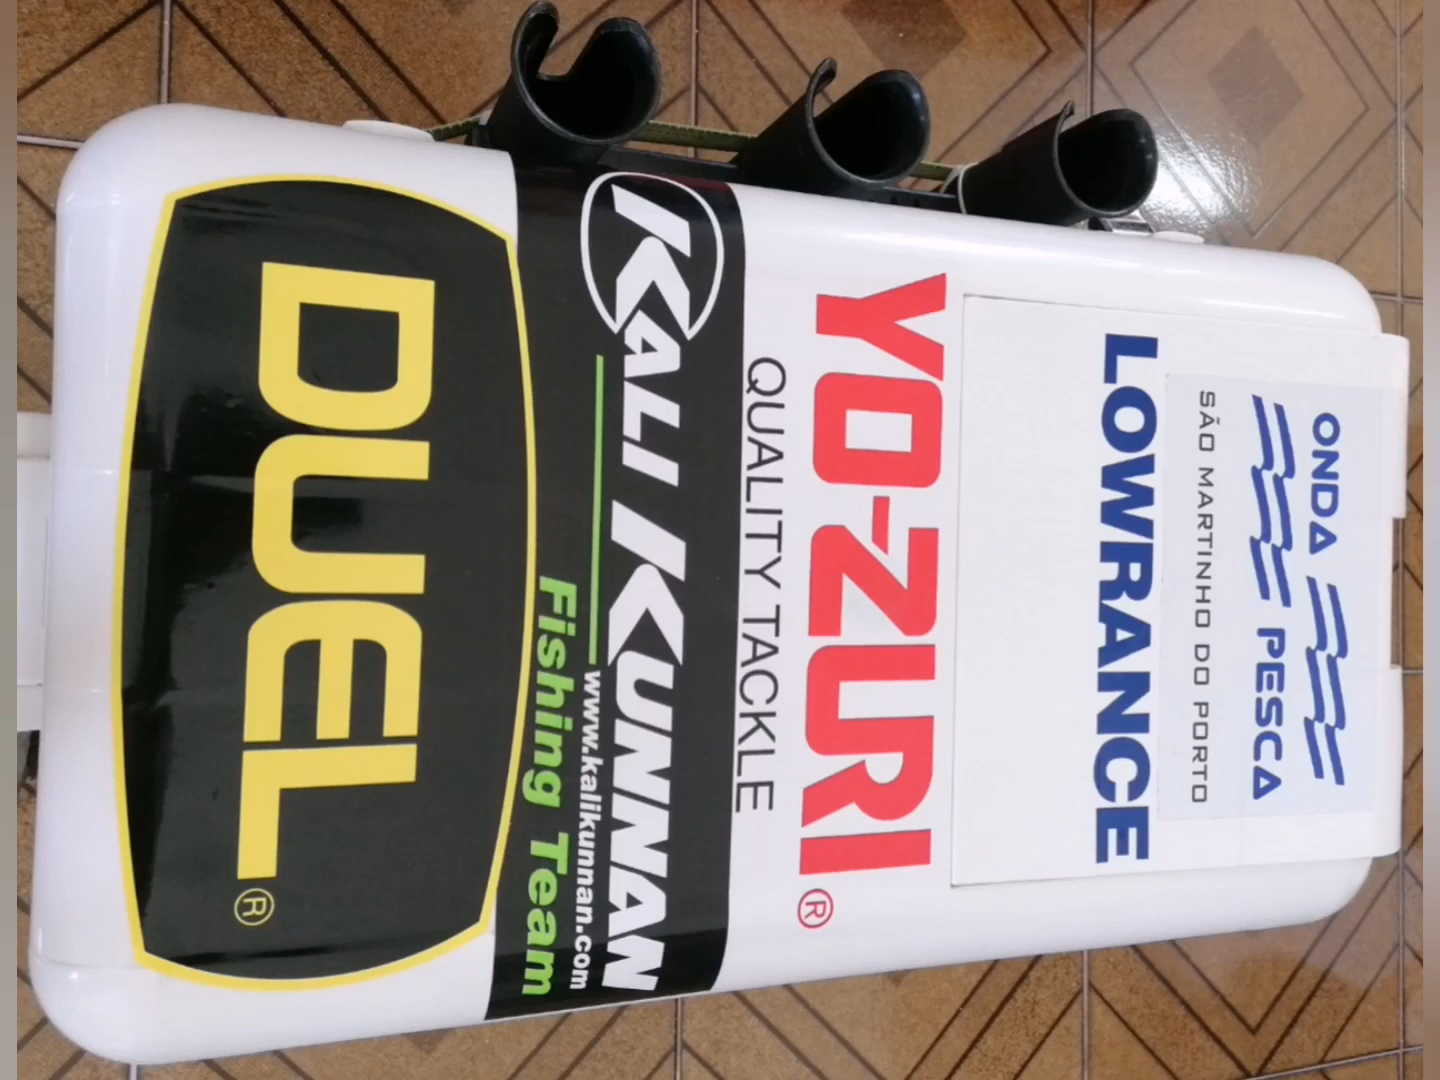 ONDA
PESCA
SÃO MARTINHO DO PORTO
LOWRANCE
YO-ZURI®
QUALITY TACKLE
KALI KUNNAN
www.kalikunnan.com
Fishing Team
DUEL®